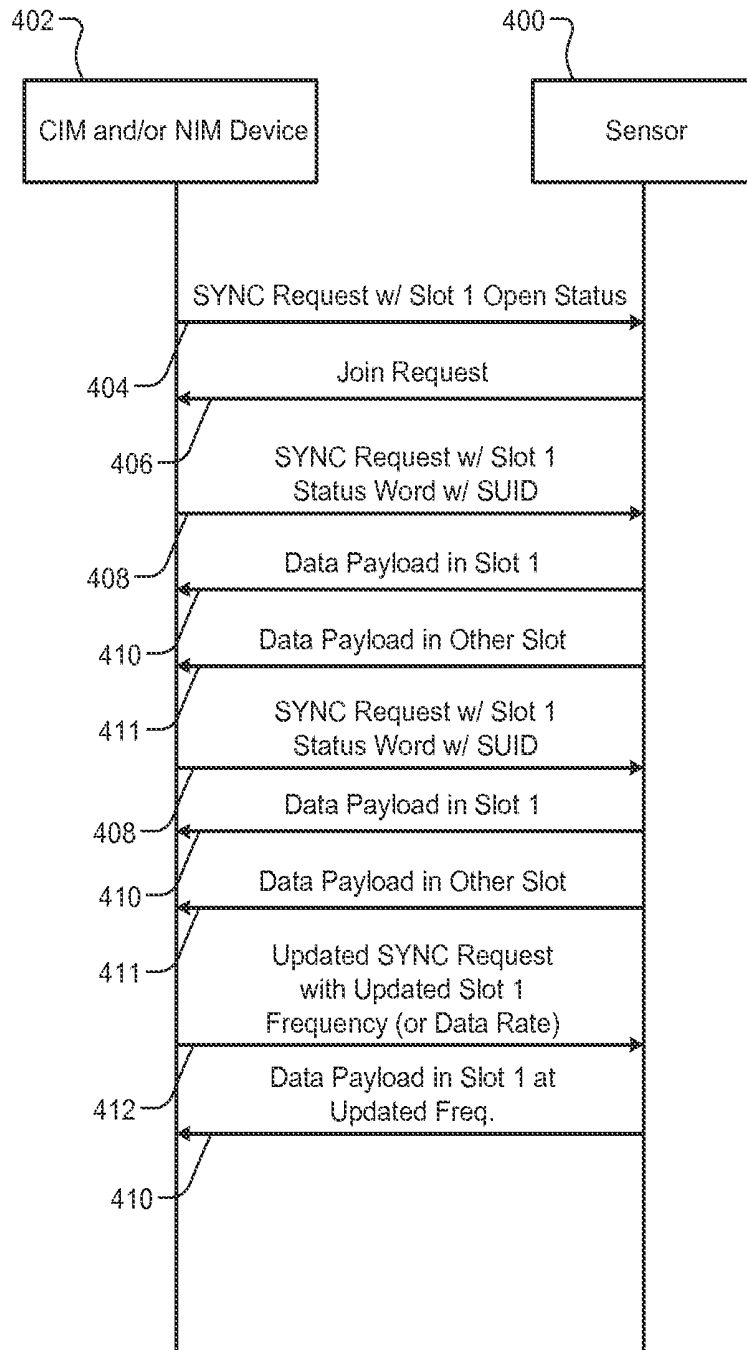 402
400
CIM and/or NIM Device
Sensor
SYNC Request w/ Slot 1 Open Status
404
Join Request
406
SYNC Request w/ Slot 1
Status Word w/ SUID
408
Data Payload in Slot 1
410
Data Payload in Other Slot
411
SYNC Request w/ Slot 1
Status Word w/ SUID
408
Data Payload in Slot 1
410
Data Payload in Other Slot
411
Updated SYNC Request
with Updated Slot 1
Frequency (or Data Rate)
412
Data Payload in Slot 1 at
Updated Freq.
410